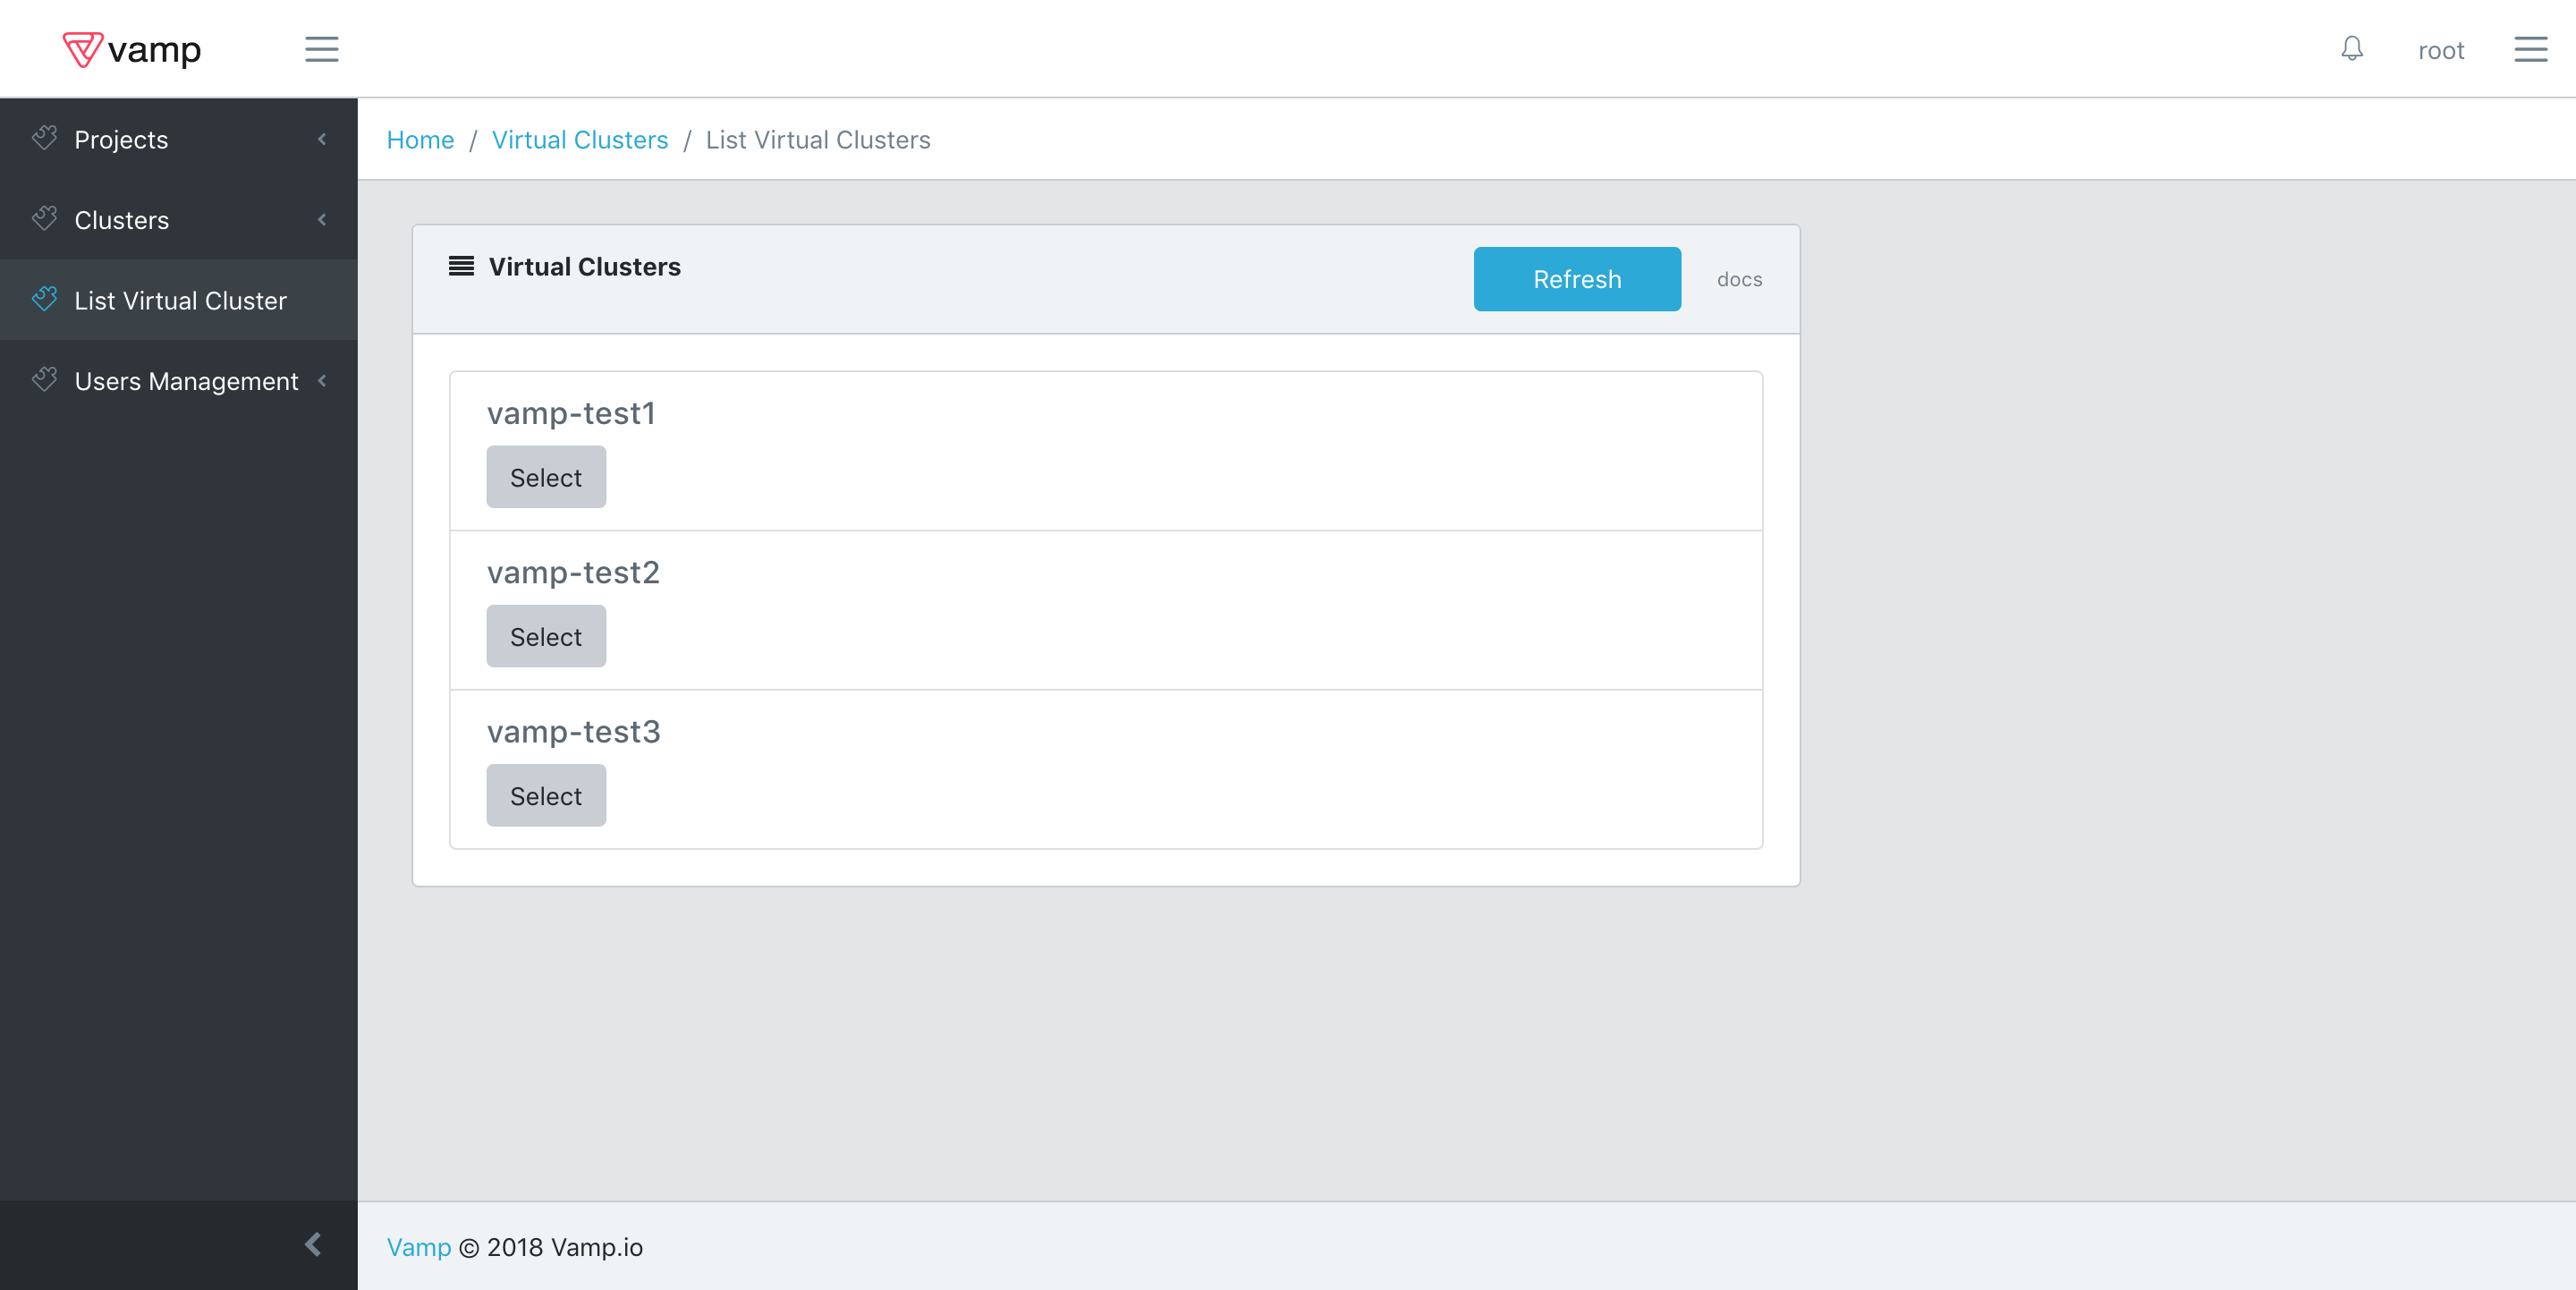 vamp
root
Projects
Clusters
List Virtual Cluster
Users Management
Home / Virtual Clusters / List Virtual Clusters
Virtual Clusters
Refresh
docs
vamp-test1
Select
vamp-test2
Select
vamp-test3
Select
Vamp © 2018 Vamp.io